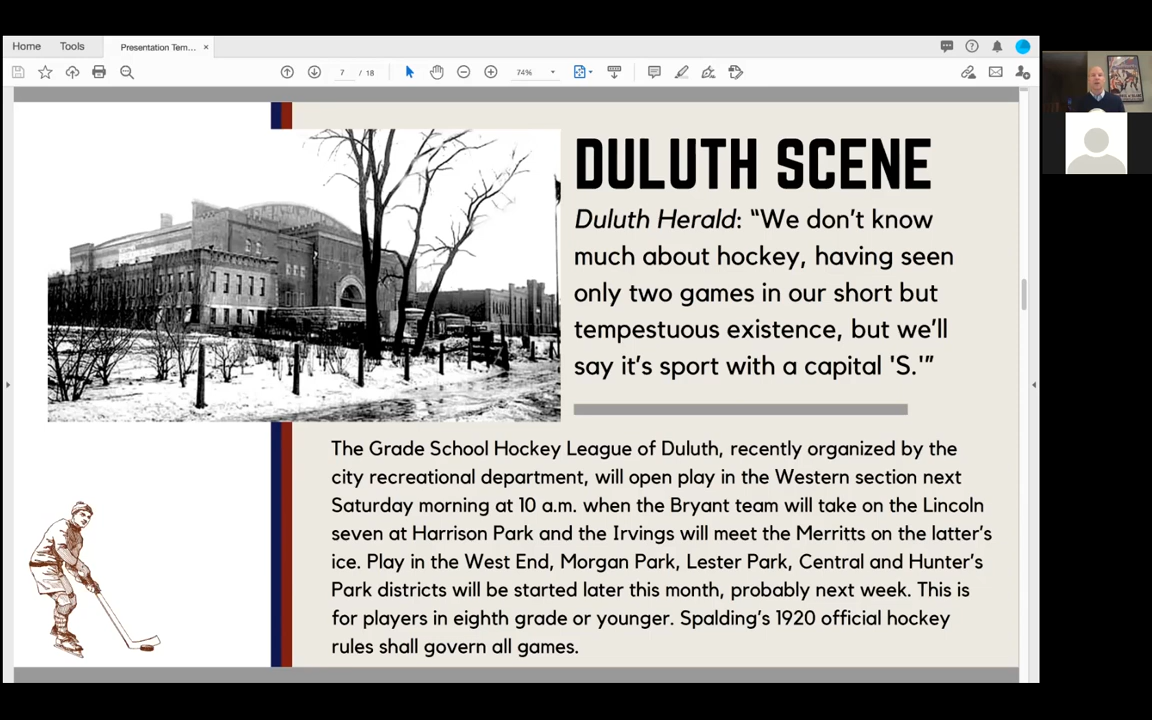 Home
Tools
Presentation Tem... ×
7 / 18
74%
DULUTH SCENE
Duluth Herald: “We don’t know
much about hockey, having seen
only two games in our short but
tempestuous existence, but we’ll
say it’s sport with a capital 'S.'”
The Grade School Hockey League of Duluth, recently organized by the
city recreational department, will open play in the Western section next
Saturday morning at 10 a.m. when the Bryant team will take on the Lincoln
seven at Harrison Park and the Irvings will meet the Merritts on the latter’s
ice. Play in the West End, Morgan Park, Lester Park, Central and Hunter’s
Park districts will be started later this month, probably next week. This is
for players in eighth grade or younger. Spalding’s 1920 official hockey
rules shall govern all games.